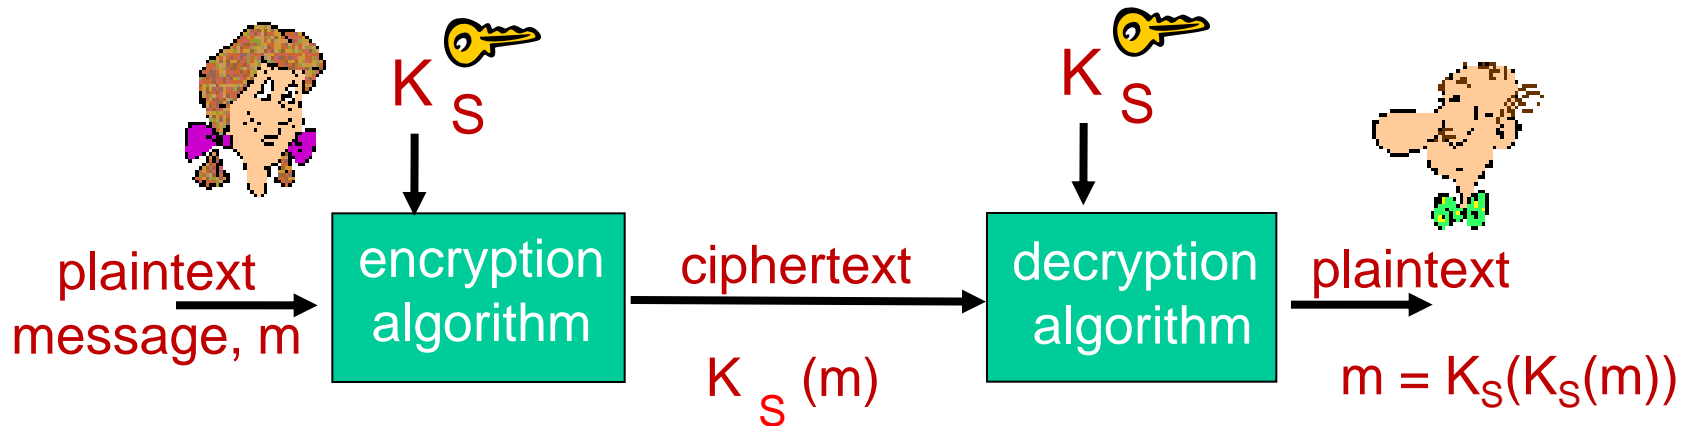 K S
K S
plaintext
message, m
encryption
algorithm
ciphertext
K S (m)
decryption
algorithm
plaintext
m = KS(KS(m))